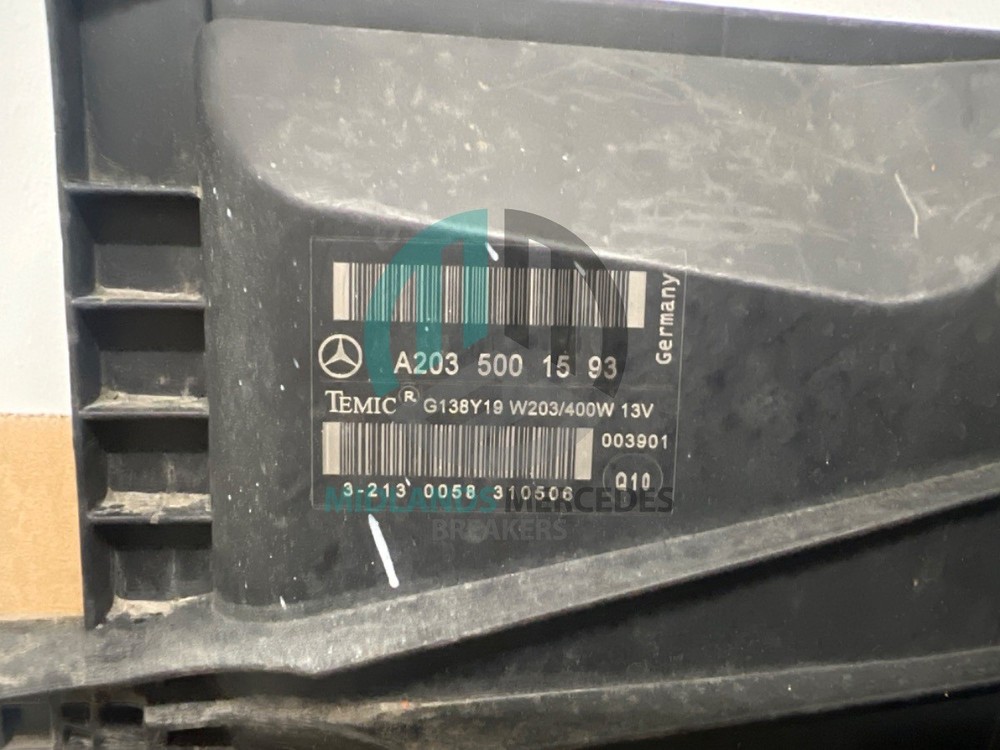 Germany
A203 500 15 93
TEMIC ® G138Y19 W203/400W 13V
003901
Q10
3-213 0058 310506
MIDLANDS MERCEDES
BREAKERS